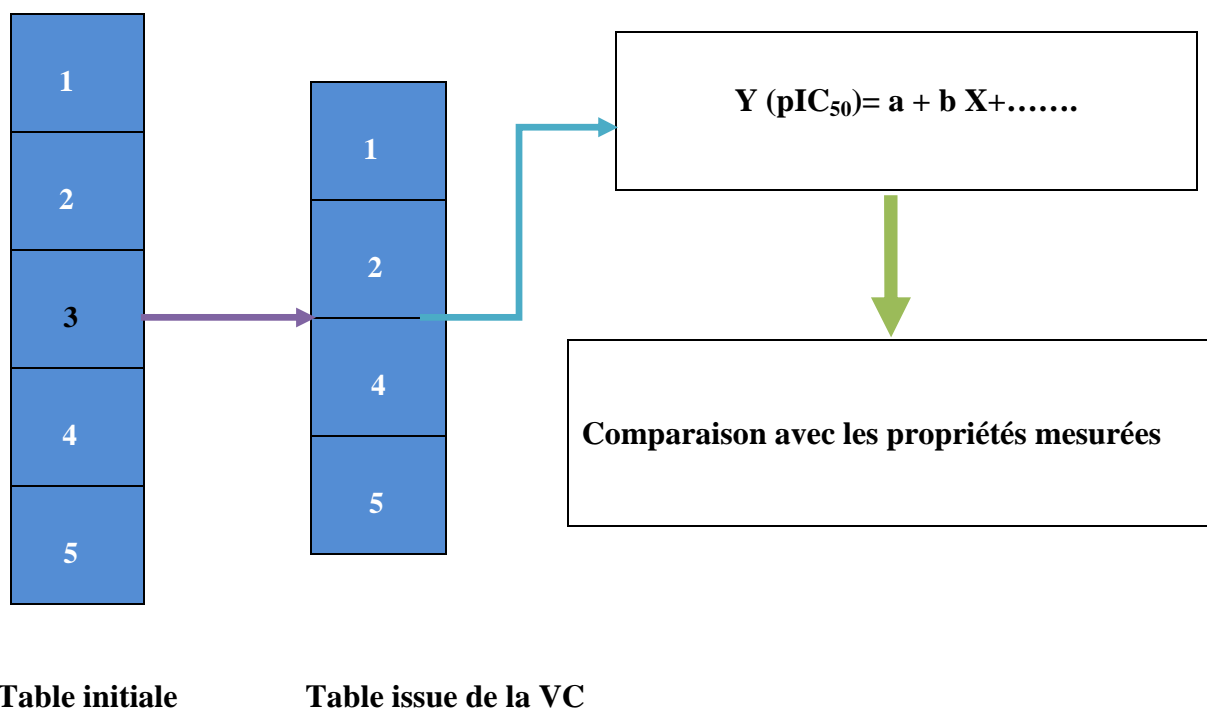 1
2
3
4
5
1
2
4
5
Y (pIC50)= a + b X+…….
Comparaison avec les propriétés mesurées
Table initiale
Table issue de la VC